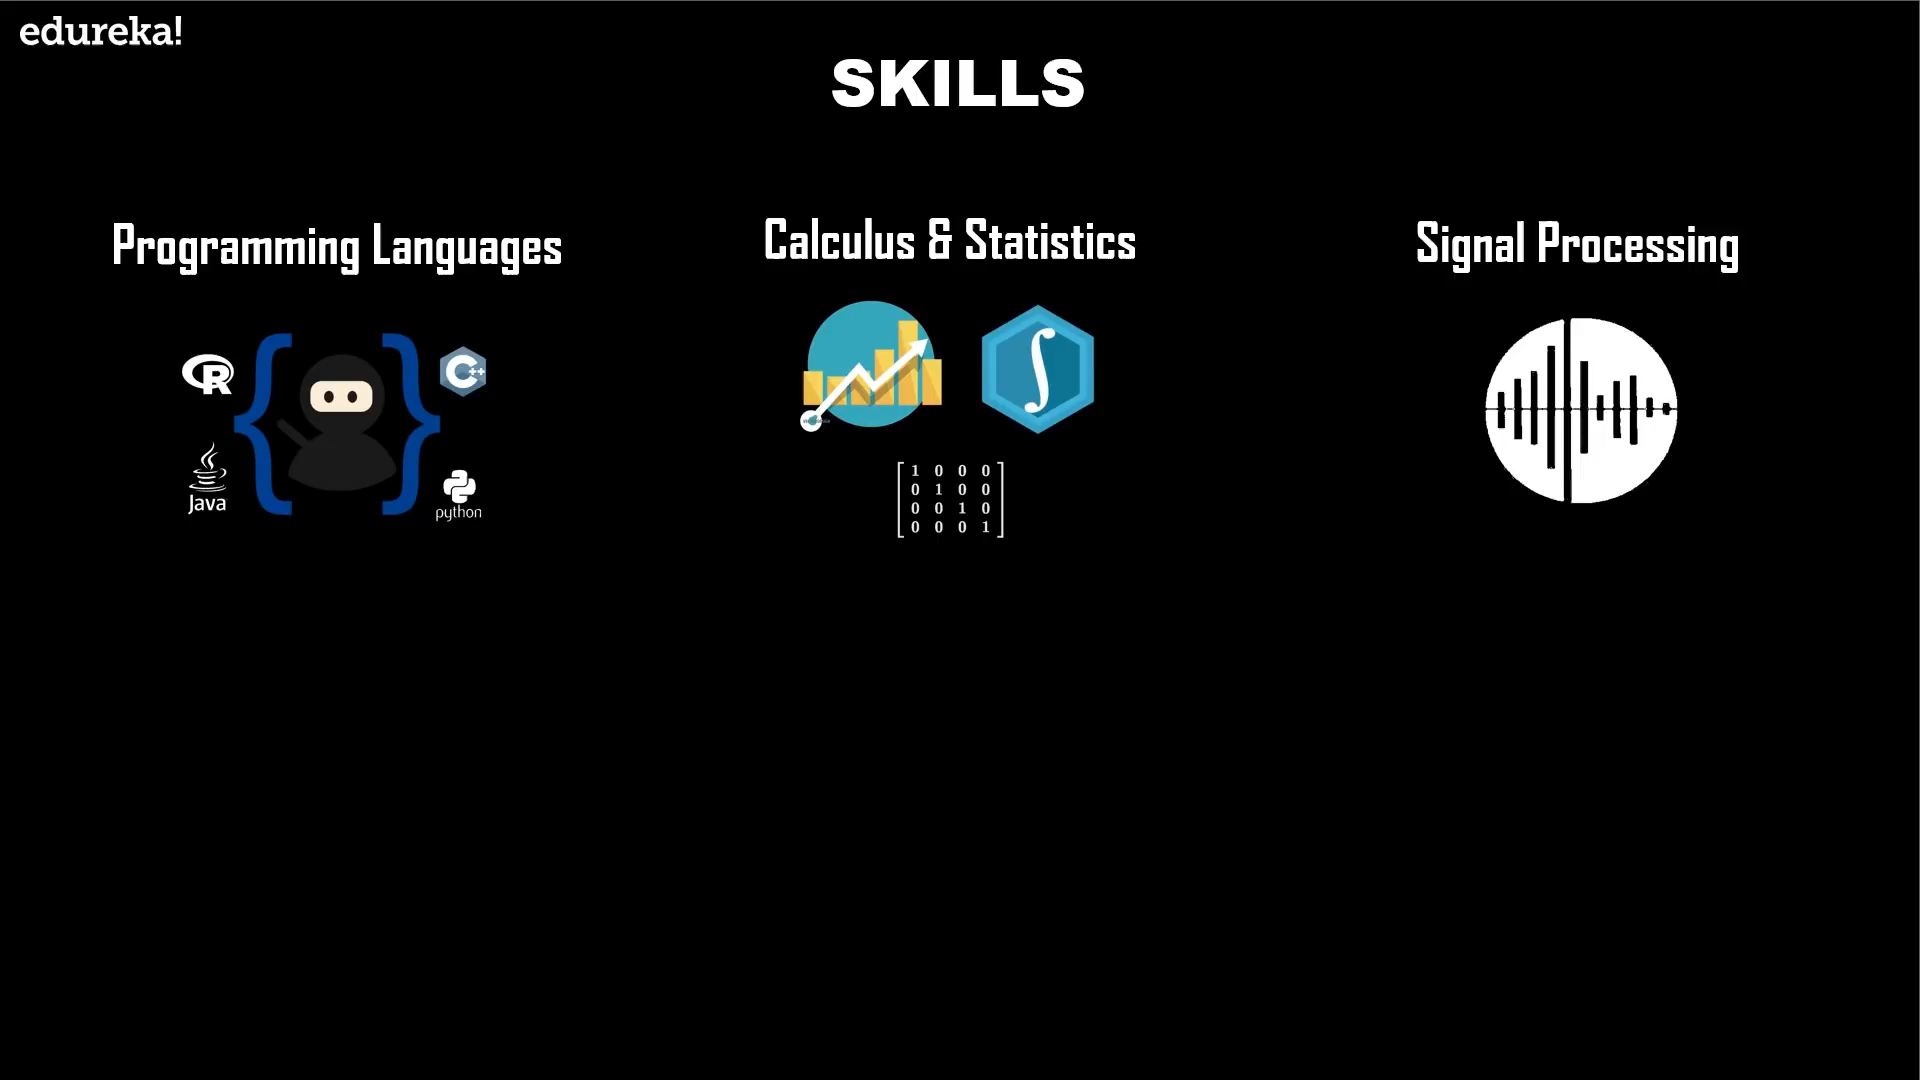 edureka!
SKILLS
Programming Languages
Calculus & Statistics
Signal Processing
R
C++
Java
python
∫
1 0 0 0
0 1 0 0
0 0 1 0
0 0 0 1